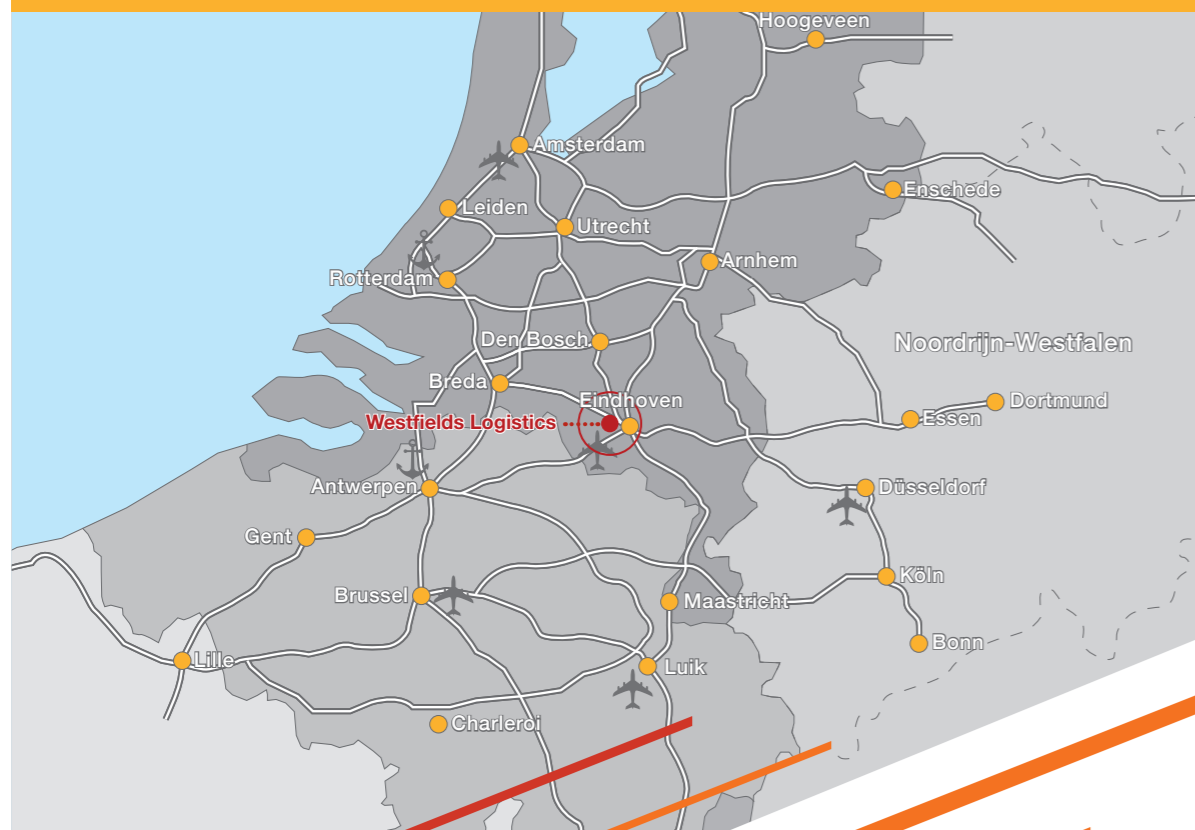 Hoogeveen
Amsterdam
Enschede
Leiden
Utrecht
Arnhem
Rotterdam
Den Bosch
Noordrijn-Westfalen
Breda
Eindhoven
Dortmund
Westfields Logistics
Essen
Antwerpen
Düsseldorf
Gent
Köln
Brussel
Maastricht
Bonn
Lille
Luik
Charleroi